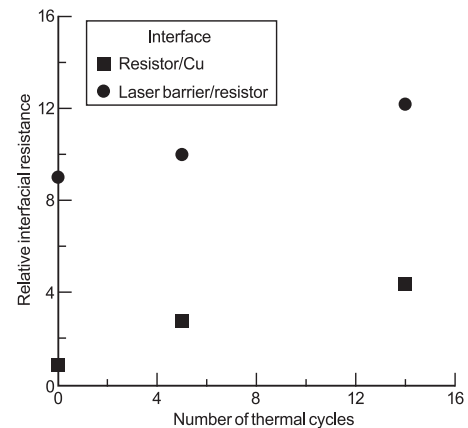 16
12
8
4
0
Relative interfacial resistance
Interface
Resistor/Cu
Laser barrier/resistor
0 4 8 12 16
Number of thermal cycles